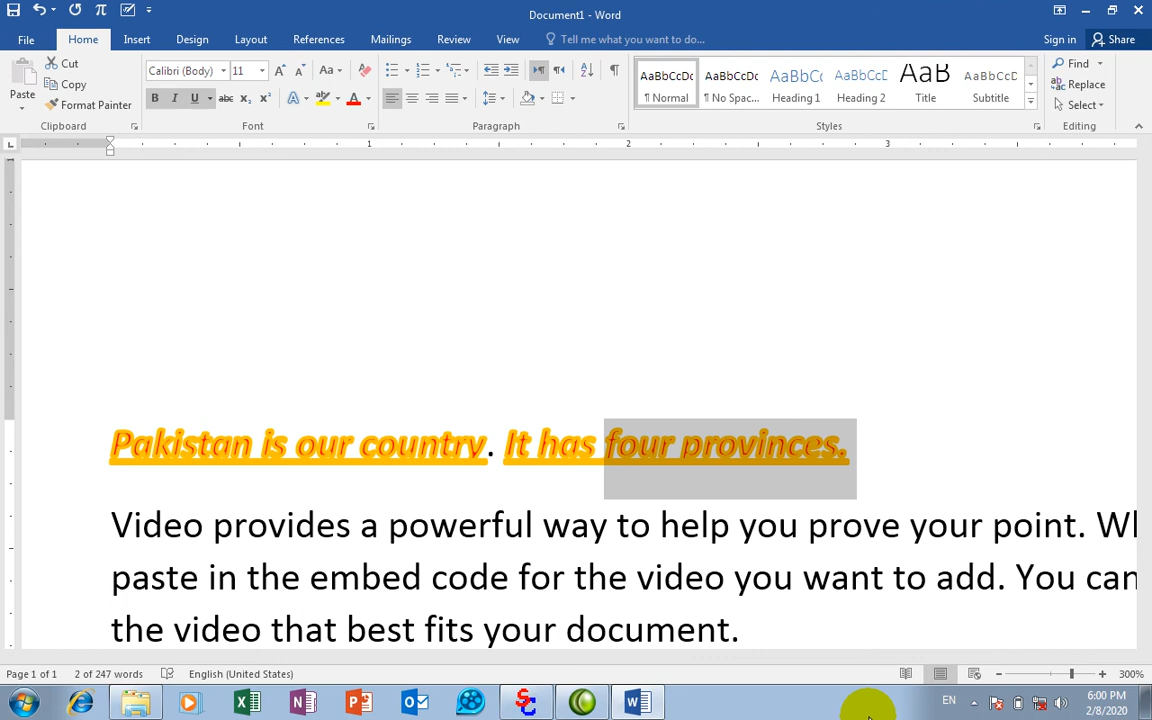 Document1 - Word
File Home Insert Design Layout References Mailings Review View Tell me what you want to do... Sign in Share
Paste Cut Copy Format Painter Clipboard
Calibri (Body) 11 Font
Paragraph
AaBbCcDc ¶ Normal AaBbCcDc ¶ No Spac... AaBbC Heading 1 AaBbCcD Heading 2 AaB Title AaBbCcD Subtitle Styles
Find Replace Select Editing
1 2 3
Pakistan is our country. It has four provinces.
Video provides a powerful way to help you prove your point. Wh
paste in the embed code for the video you want to add. You can
the video that best fits your document.
Page 1 of 1 2 of 247 words English (United States) 300%
EN 6:00 PM
2/8/2020